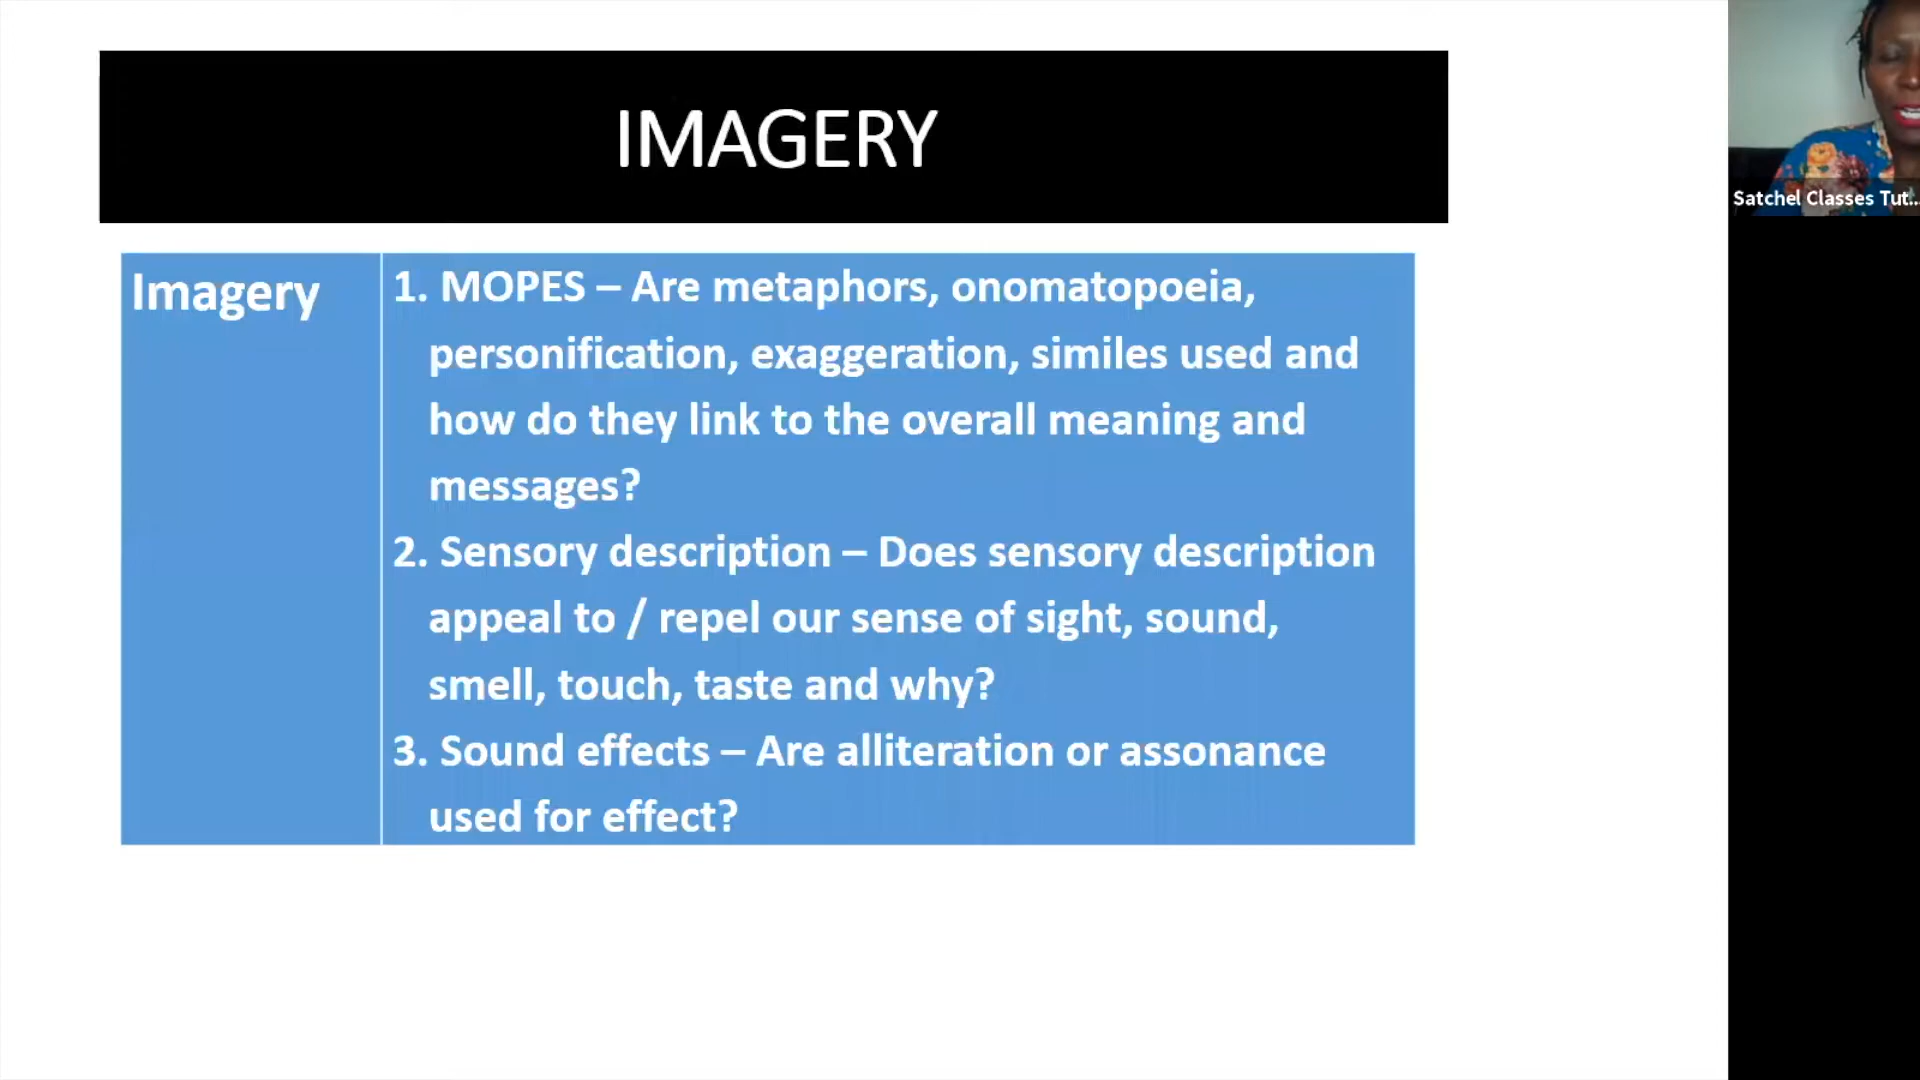 IMAGERY
Imagery
1. MOPES – Are metaphors, onomatopoeia,
personification, exaggeration, similes used and
how do they link to the overall meaning and
messages?
2. Sensory description – Does sensory description
appeal to / repel our sense of sight, sound,
smell, touch, taste and why?
3. Sound effects – Are alliteration or assonance
used for effect?
Satchel Classes Tut...